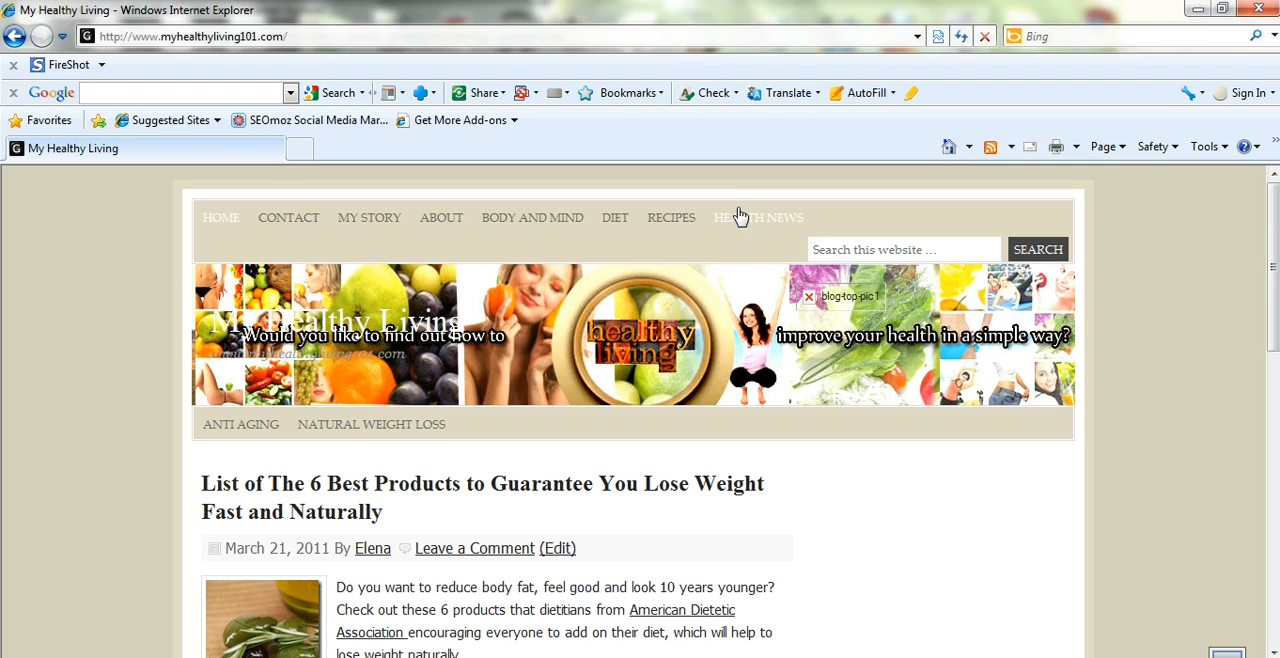 My Healthy Living - Windows Internet Explorer
http://www.myhealthyliving101.com/
Bing
x FireShot
x Google Search Share Bookmarks Check Translate AutoFill Sign In
Favorites Suggested Sites SEOmoz Social Media Mar... Get More Add-ons
My Healthy Living Page Safety Tools
HOME CONTACT MY STORY ABOUT BODY AND MIND DIET RECIPES HEALTH NEWS
Search this website ... SEARCH
blog-top-pic1
My Healthy Living
Would you like to find out how to healthy living improve your health in a simple way?
www.myhealthyliving101.com
ANTI AGING NATURAL WEIGHT LOSS
List of The 6 Best Products to Guarantee You Lose Weight
Fast and Naturally
March 21, 2011 By Elena Leave a Comment (Edit)
Do you want to reduce body fat, feel good and look 10 years younger?
Check out these 6 products that dietitians from American Dietetic
Association encouraging everyone to add on their diet, which will help to
lose weight naturally